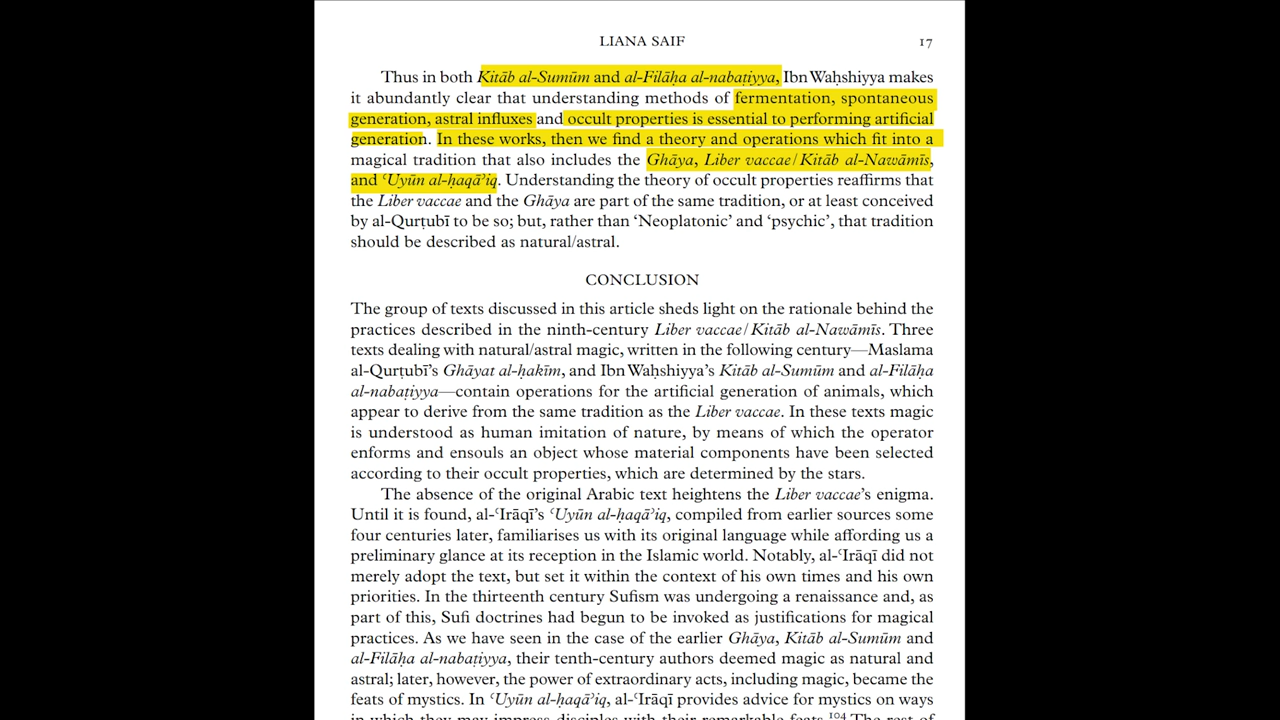 LIANA SAIF 17
Thus in both Kitāb al-Sumūm and al-Filāḥa al-nabaṭiyya, Ibn Waḥshiyya makes
it abundantly clear that understanding methods of fermentation, spontaneous
generation, astral influxes and occult properties is essential to performing artificial
generation. In these works, then we find a theory and operations which fit into a
magical tradition that also includes the Ghāya, Liber vaccae/Kitāb al-Nawāmīs,
and ʿUyūn al-ḥaqāʾiq. Understanding the theory of occult properties reaffirms that
the Liber vaccae and the Ghāya are part of the same tradition, or at least conceived
by al-Qurṭubī to be so; but, rather than ‘Neoplatonic’ and ‘psychic’, that tradition
should be described as natural/astral.
CONCLUSION
The group of texts discussed in this article sheds light on the rationale behind the
practices described in the ninth-century Liber vaccae/Kitāb al-Nawāmīs. Three
texts dealing with natural/astral magic, written in the following century—Maslama
al-Qurṭubī’s Ghāyat al-ḥakīm, and Ibn Waḥshiyya’s Kitāb al-Sumūm and al-Filāḥa
al-nabaṭiyya—contain operations for the artificial generation of animals, which
appear to derive from the same tradition as the Liber vaccae. In these texts magic
is understood as human imitation of nature, by means of which the operator
enforms and ensouls an object whose material components have been selected
according to their occult properties, which are determined by the stars.
The absence of the original Arabic text heightens the Liber vaccae’s enigma.
Until it is found, al-ʿIrāqī’s ʿUyūn al-ḥaqāʾiq, compiled from earlier sources some
four centuries later, familiarises us with its original language while affording us a
preliminary glance at its reception in the Islamic world. Notably, al-ʿIrāqī did not
merely adopt the text, but set it within the context of his own times and his own
priorities. In the thirteenth century Sufism was undergoing a renaissance and, as
part of this, Sufi doctrines had begun to be invoked as justifications for magical
practices. As we have seen in the case of the earlier Ghāya, Kitāb al-Sumūm and
al-Filāḥa al-nabaṭiyya, their tenth-century authors deemed magic as natural and
astral; later, however, the power of extraordinary acts, including magic, became the
feats of mystics. In ʿUyūn al-ḥaqāʾiq, al-ʿIrāqī provides advice for mystics on ways
in which they may impress disciples with their remarkable feats.104 The rest of